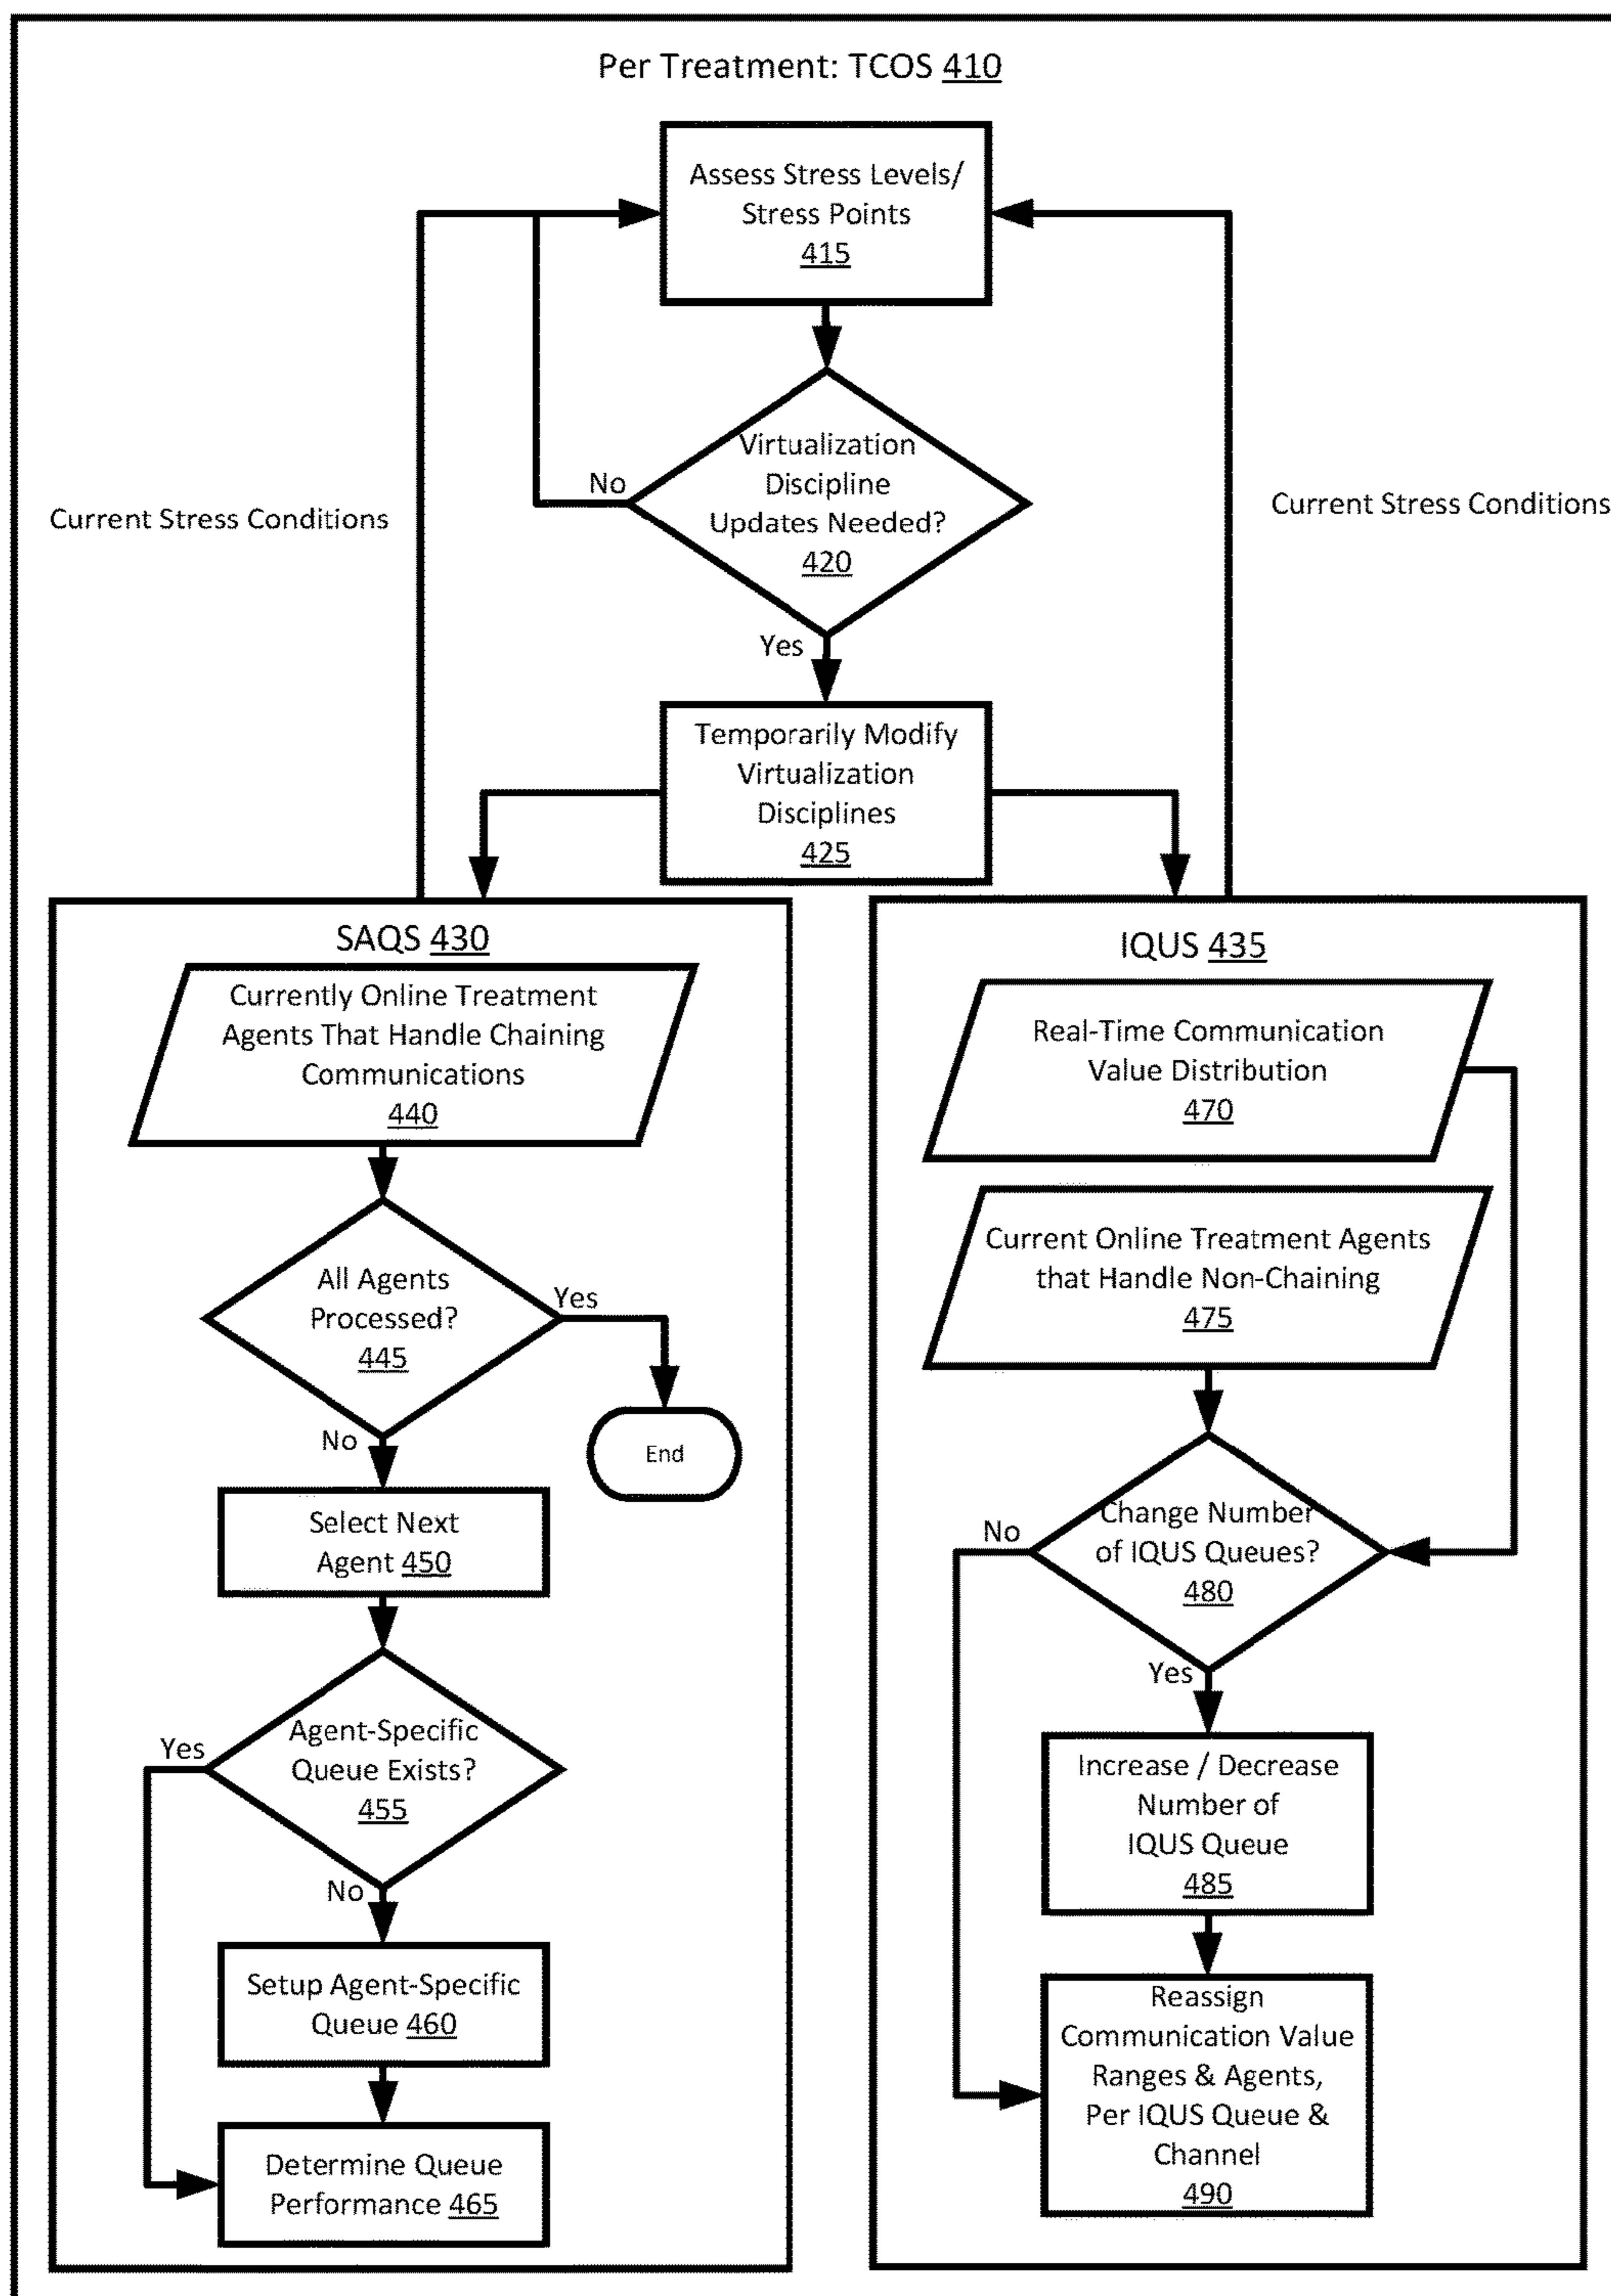 Per Treatment: TCOS 410
Assess Stress Levels/
Stress Points
415
Virtualization
Discipline
Updates Needed?
420
No
Yes
Current Stress Conditions
Current Stress Conditions
Temporarily Modify
Virtualization
Disciplines
425
SAQS 430
Currently Online Treatment
Agents That Handle Chaining
Communications
440
All Agents
Processed?
445
Yes
End
No
Select Next
Agent 450
Agent-Specific
Queue Exists?
455
Yes
No
Setup Agent-Specific
Queue 460
Determine Queue
Performance 465
IQUS 435
Real-Time Communication
Value Distribution
470
Current Online Treatment Agents
that Handle Non-Chaining
475
Change Number
of IQUS Queues?
480
No
Yes
Increase / Decrease
Number of
IQUS Queue
485
Reassign
Communication Value
Ranges & Agents,
Per IQUS Queue &
Channel
490